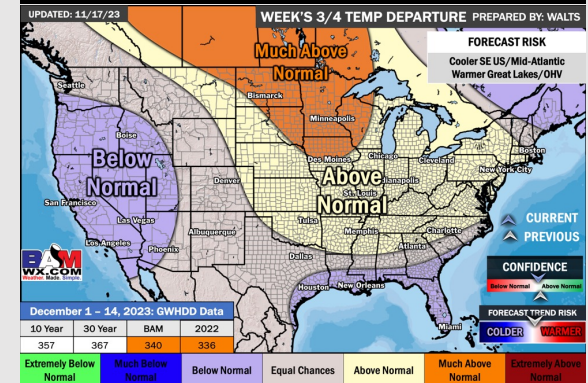 UPDATED: 11/17/23
WEEK'S 3/4 TEMP DEPARTURE PREPARED BY: WALTS
FORECAST RISK
Cooler SE US/Mid-Atlantic
Warmer Great Lakes/OHV
Much Above
Normal
Seattle
Bismarck
Minneapolis
Boise
Below
Normal
Des Moines
Chicago
Cleveland
Boston
New York City
Denver
Above
Normal
St. Louis
Indianapolis
San Francisco
Las Vegas
Tulsa
Los Angeles
Phoenix
Albuquerque
Memphis
Charlotte
Atlanta
Dallas
Houston
New Orleans
Miami
CURRENT
PREVIOUS
CONFIDENCE
Below Normal Above Normal
FORECAST TREND RISK
COLDER WARMER
BAM
WX.COM
Weather. Made. Simple.
December 1 – 14, 2023: GWHDD Data
10 Year 30 Year BAM 2022
357 367 340 336
Extremely Below
Normal
Much Below
Normal
Below Normal
Equal Chances
Above Normal
Much Above
Normal
Extremely Above
Normal